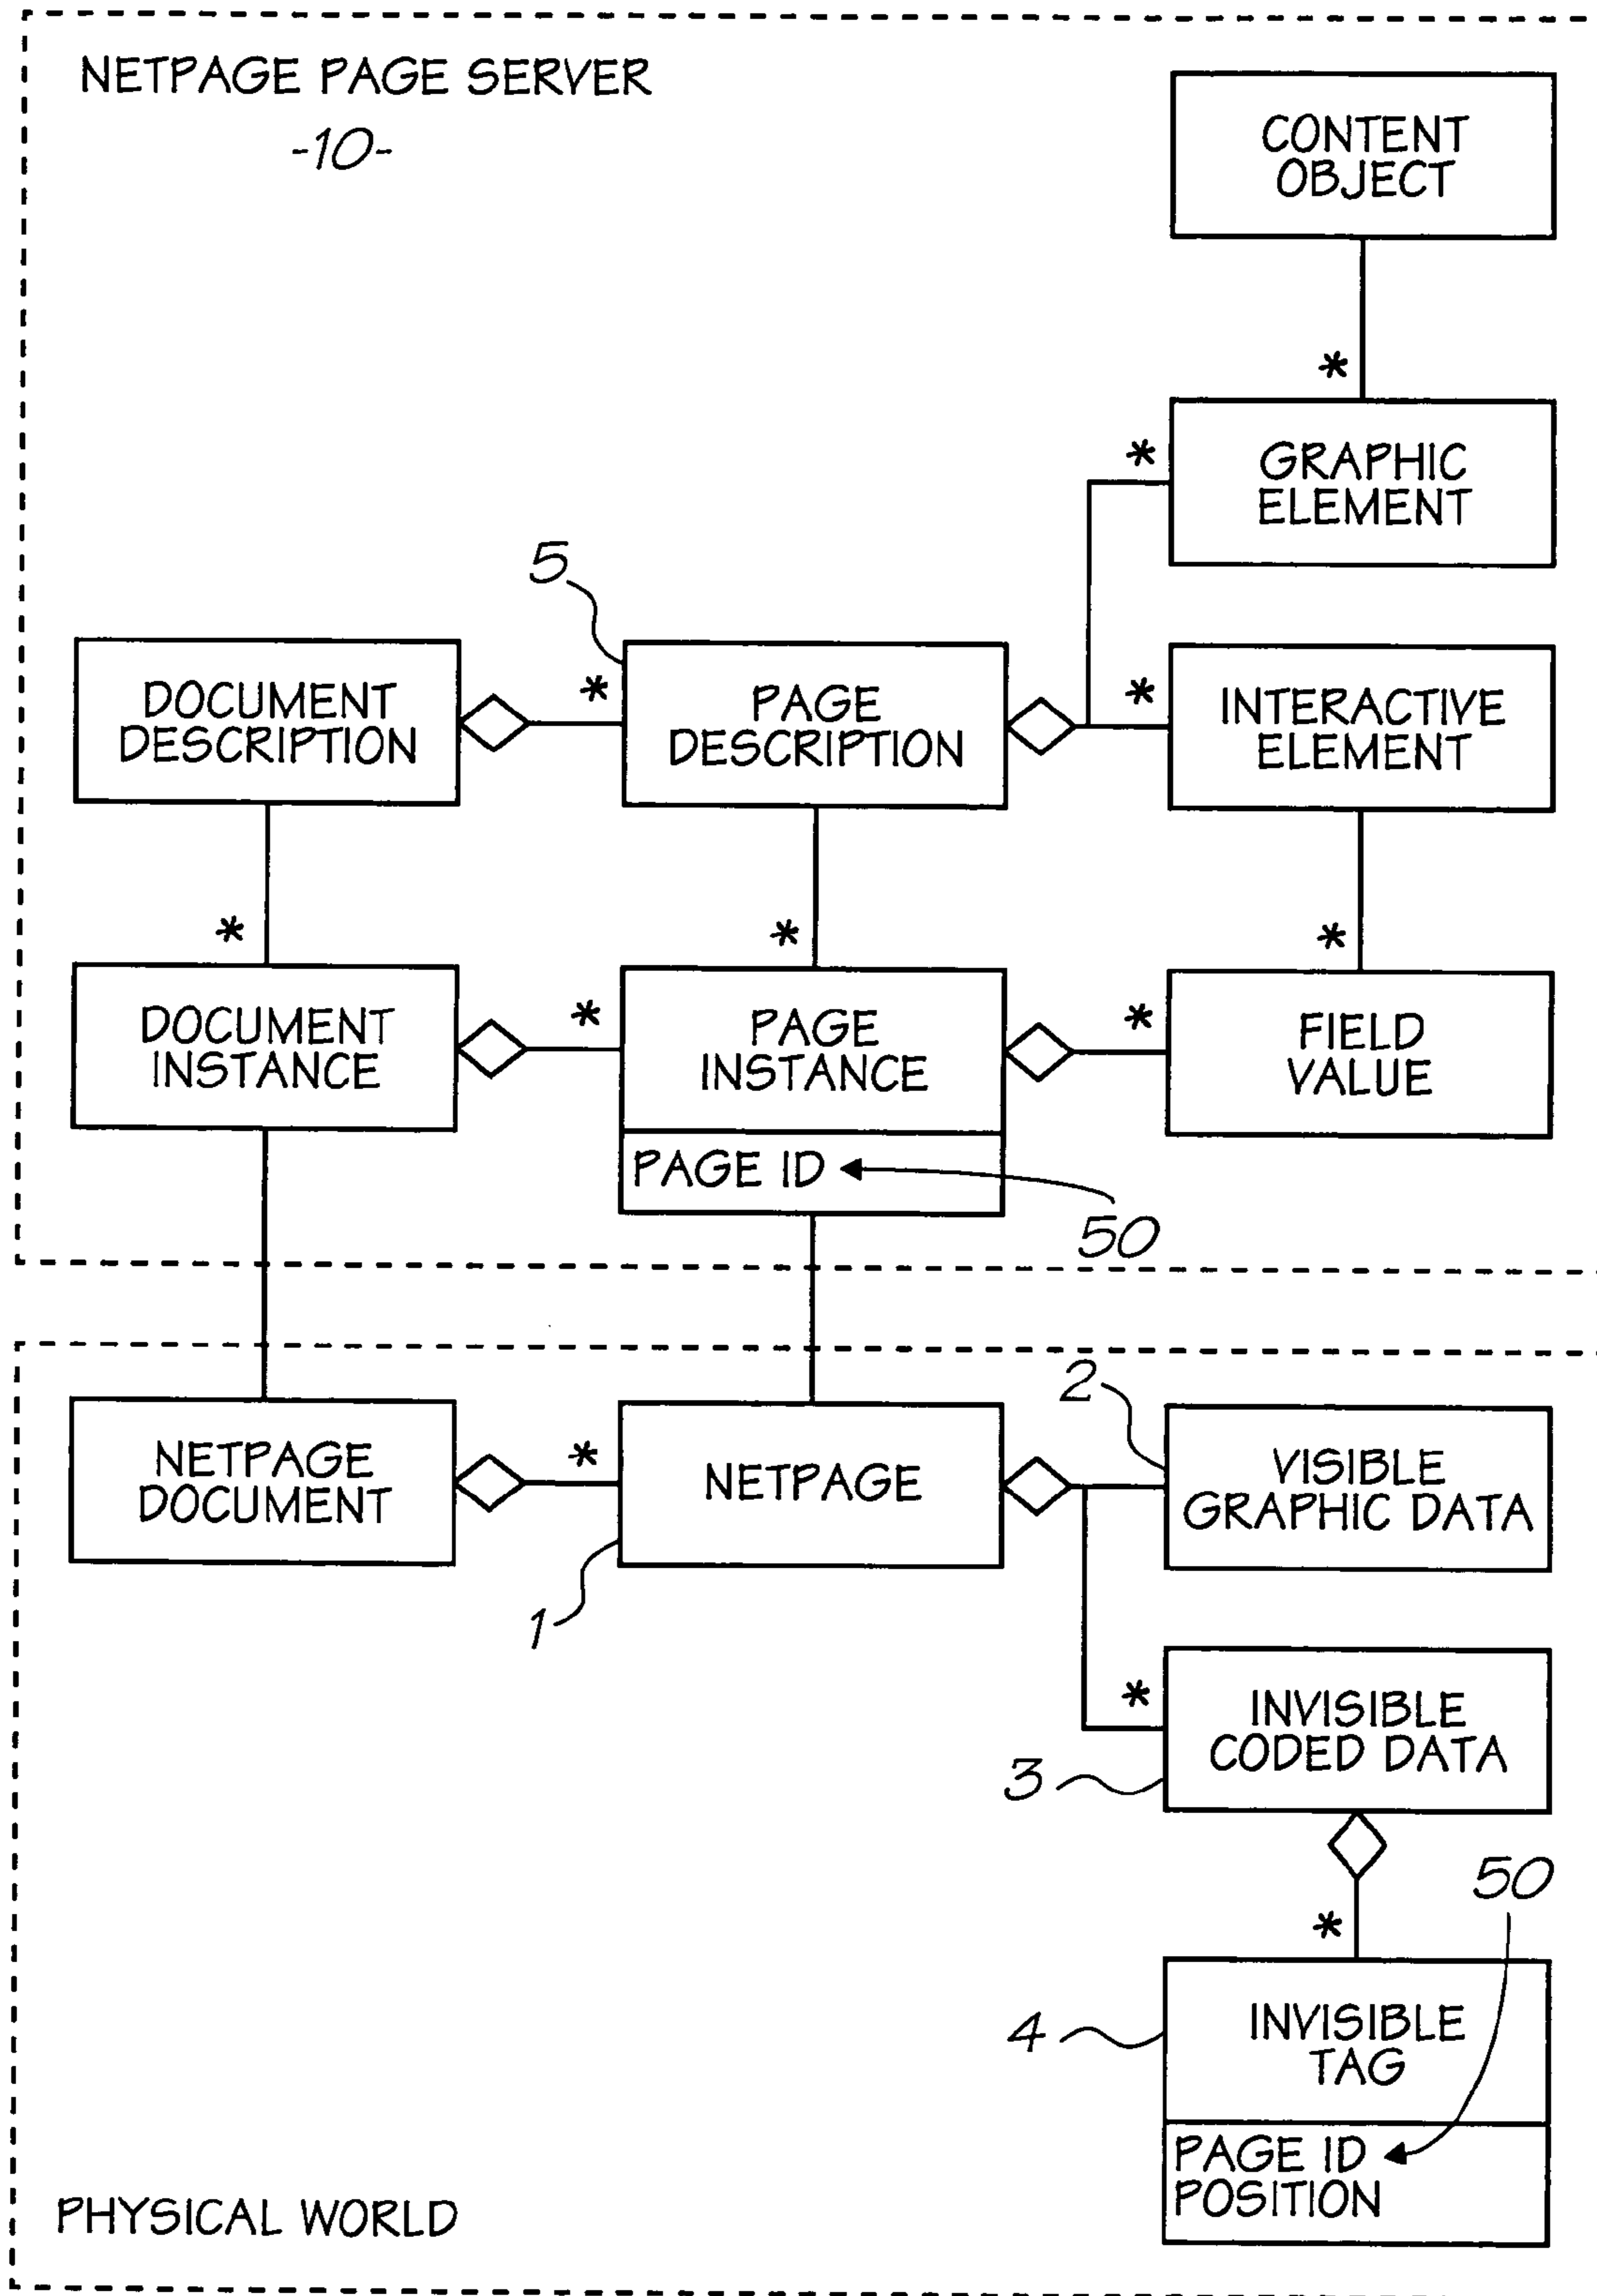 NETPAGE PAGE SERVER
-10-
CONTENT
OBJECT
*
*
GRAPHIC
ELEMENT
5
DOCUMENT
DESCRIPTION
*
PAGE
DESCRIPTION
*
INTERACTIVE
ELEMENT
*
*
*
DOCUMENT
INSTANCE
*
PAGE
INSTANCE
PAGE ID
50
*
FIELD
VALUE
NETPAGE
DOCUMENT
*
NETPAGE
1
2
VISIBLE
GRAPHIC DATA
*
INVISIBLE
CODED DATA
3
50
*
4
INVISIBLE
TAG
PAGE ID
POSITION
PHYSICAL WORLD